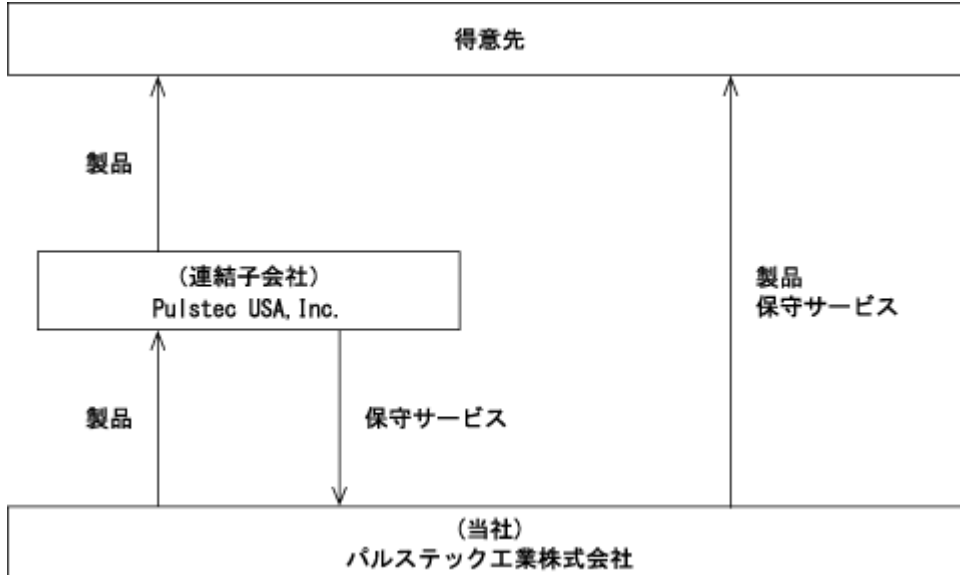 得意先
製品
(連結子会社)
Pulstec USA,Inc.
製品
保守サービス
製品
保守サービス
(当社)
パルステック工業株式会社